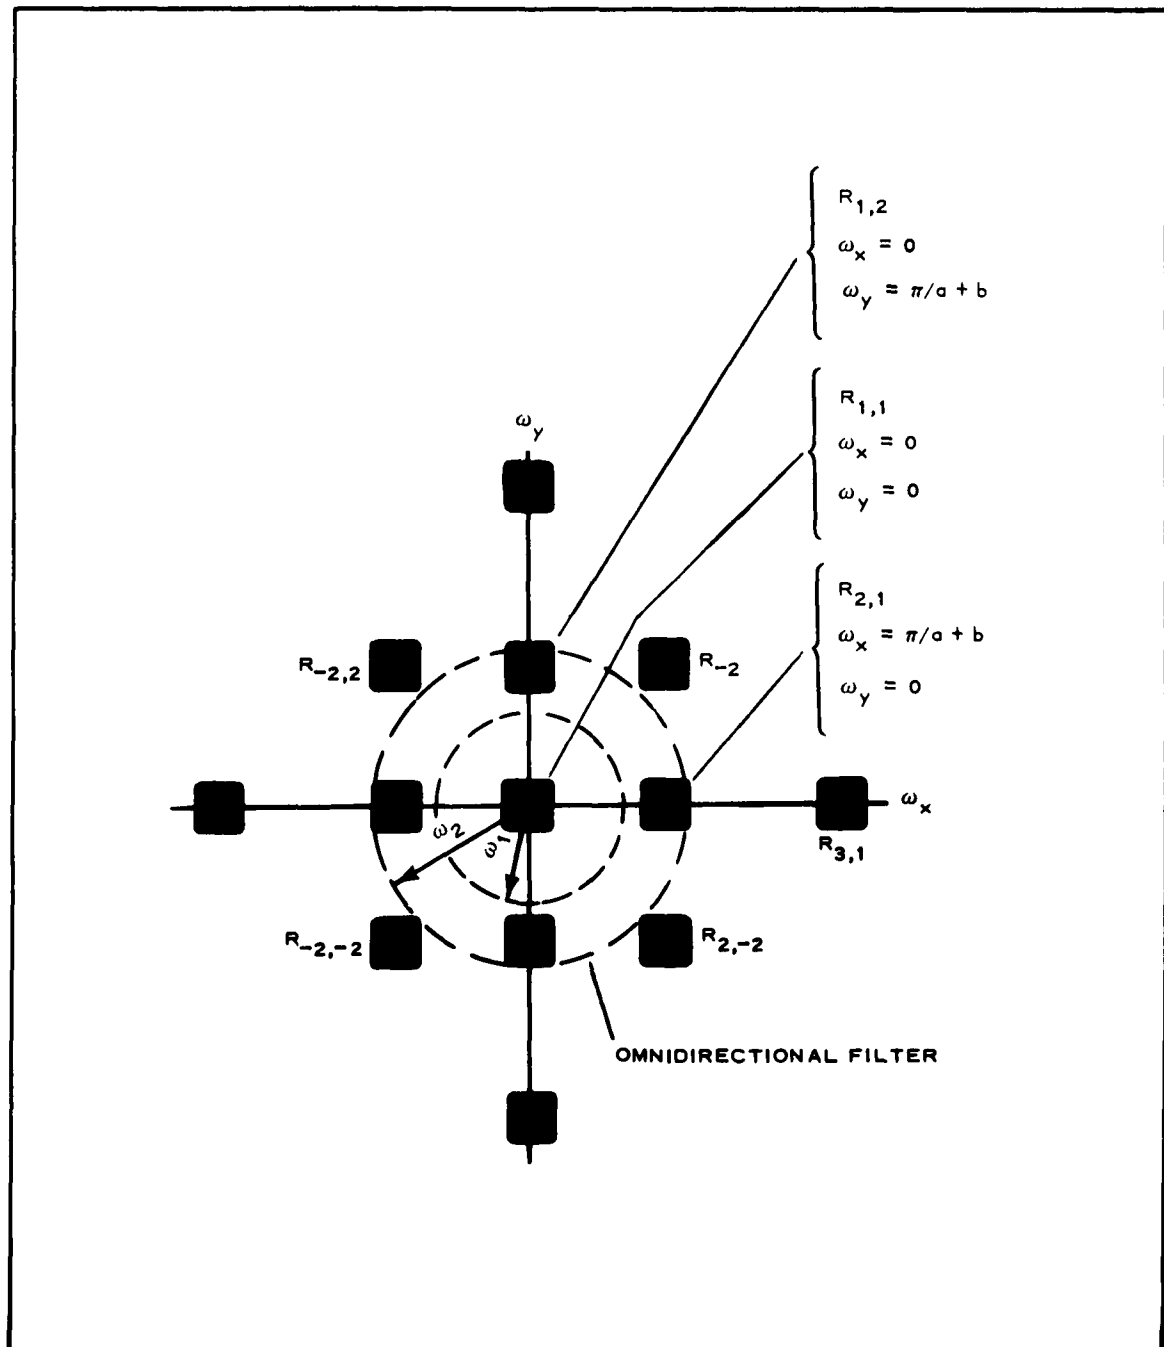 R1,2
ωx = 0
ωy = π/a + b
R1,1
ωx = 0
ωy = 0
R2,1
ωx = π/a + b
ωy = 0
ωy
R-2,2
R-2
ωx
ω2
ω1
R3,1
R-2,-2
R2,-2
OMNIDIRECTIONAL FILTER